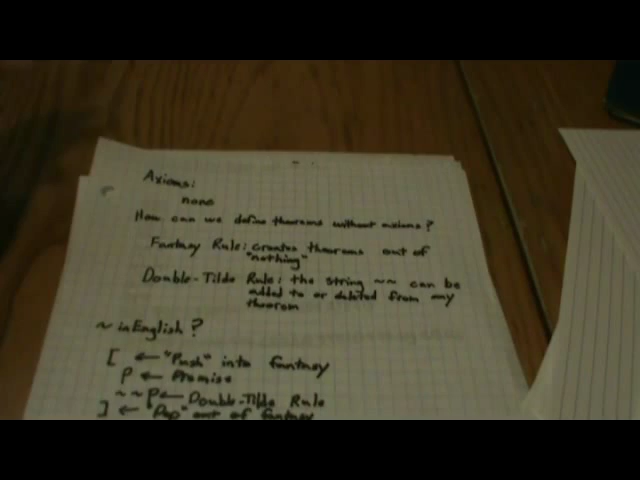 Axioms:
none
How can we define theorems without axioms?
Fantasy Rule: creates theorems out of
"nothing"
Double-Tilde Rule: the string ~~ can be
added to or deleted from any
theorem
~ in English?
[ ← "Push" into fantasy
P ← Promise
~~P ← Double-Tilde Rule
] ← "Pop" out of fantasy